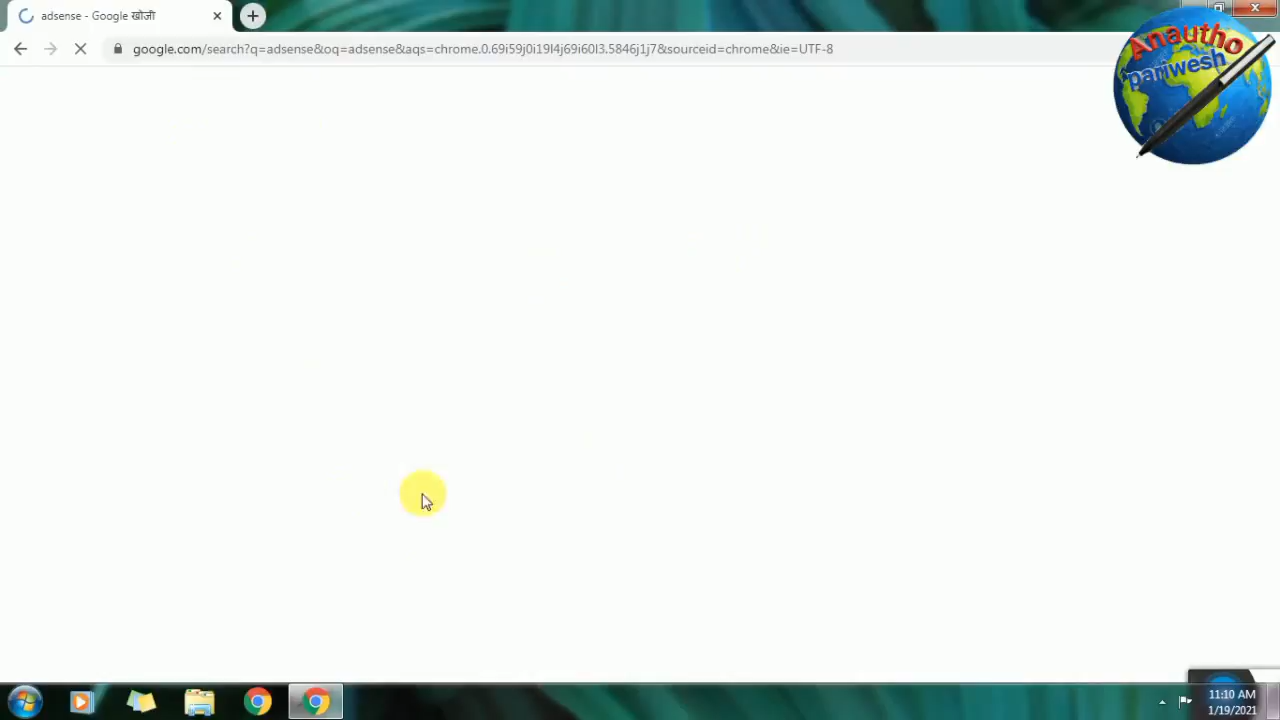 adsense - Google खोजी
google.com/search?q=adsense&oq=adsense&aqs=chrome.0.69i59j0i19l4j69i60l3.5846j1j7&sourceid=chrome&ie=UTF-8
Anautho
pariwesh
11:10 AM
1/19/2021